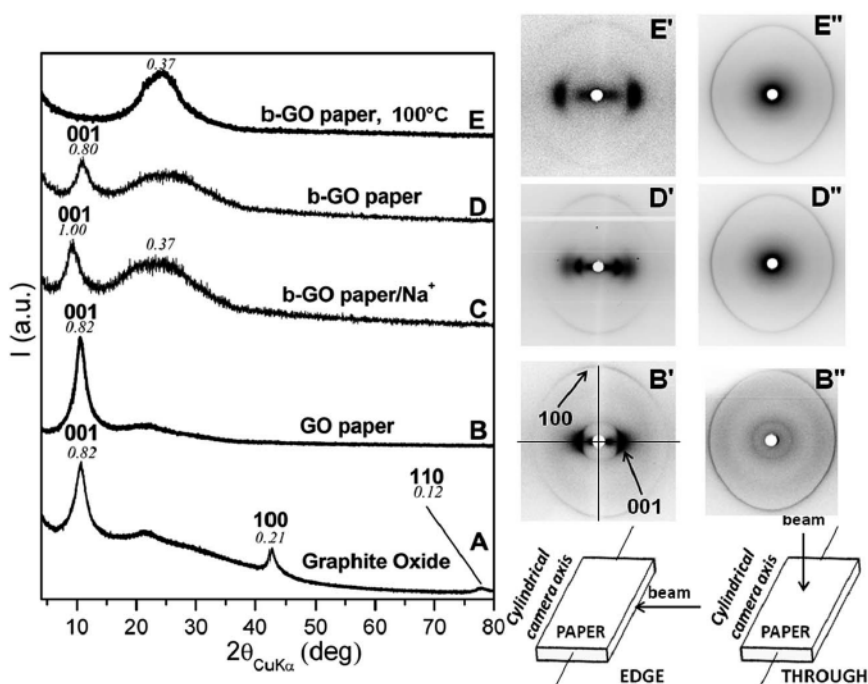 0.37
b-GO paper, 100°C
E
001
0.80
b-GO paper
D
001
1.00
0.37
b-GO paper/Na⁺
C
001
0.82
GO paper
B
001
0.82
100
0.21
110
0.12
Graphite Oxide
A
I (a.u.)
10 20 30 40 50 60 70 80
2θCuKα (deg)
E'
E"
D'
D"
B'
B"
100
001
Cylindrical
camera axis
PAPER
beam
EDGE
Cylindrical
camera axis
beam
PAPER
THROUGH